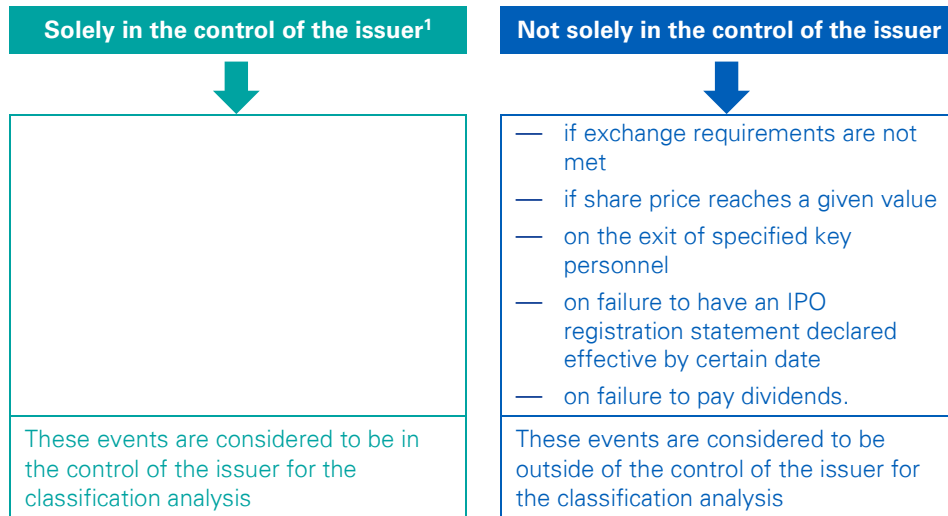 Solely in the control of the issuer¹
Not solely in the control of the issuer
— if exchange requirements are not
met
— if share price reaches a given value
— on the exit of specified key
personnel
— on failure to have an IPO
registration statement declared
effective by certain date
— on failure to pay dividends.
These events are considered to be in
the control of the issuer for the
classification analysis
These events are considered to be
outside of the control of the issuer for
the classification analysis